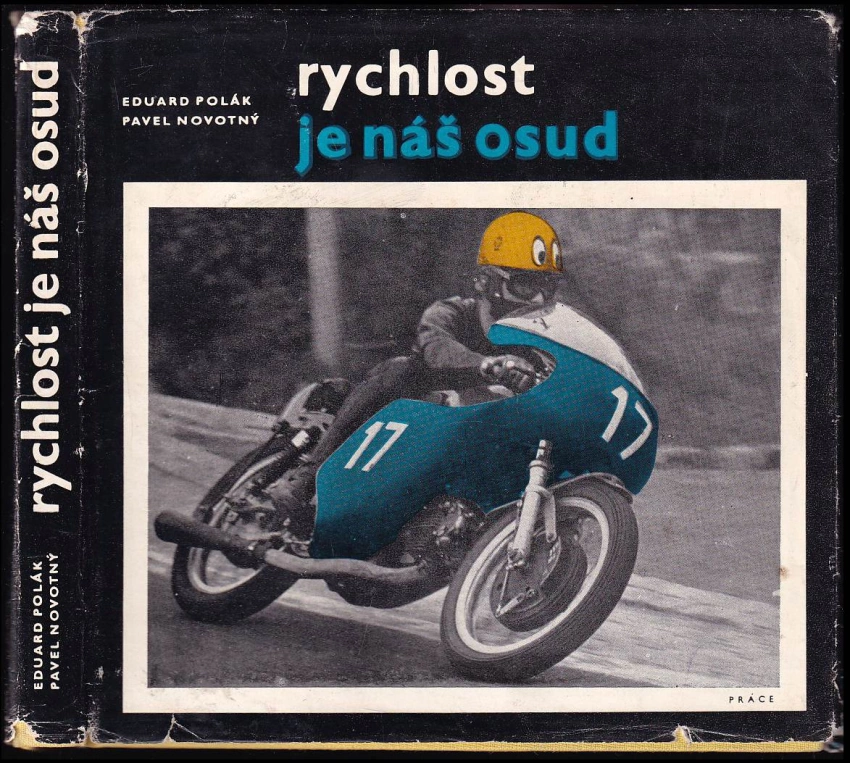 rychlost je náš osud
EDUARD POLÁK
PAVEL NOVOTNÝ
EDUARD POLÁK
PAVEL NOVOTNÝ
rychlost
je náš osud
17
17
PRÁCE